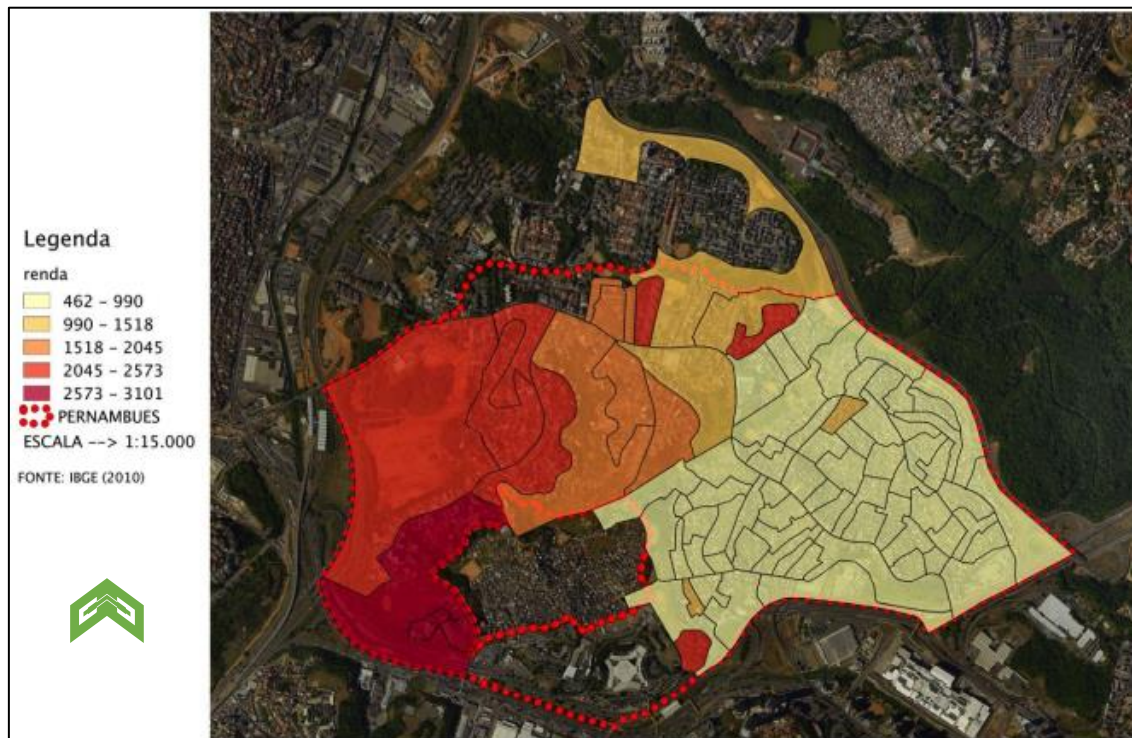 Legenda
renda
462 - 990
990 - 1518
1518 - 2045
2045 - 2573
2573 - 3101
PERNAMBUES
ESCALA --> 1:15.000
FONTE: IBGE (2010)